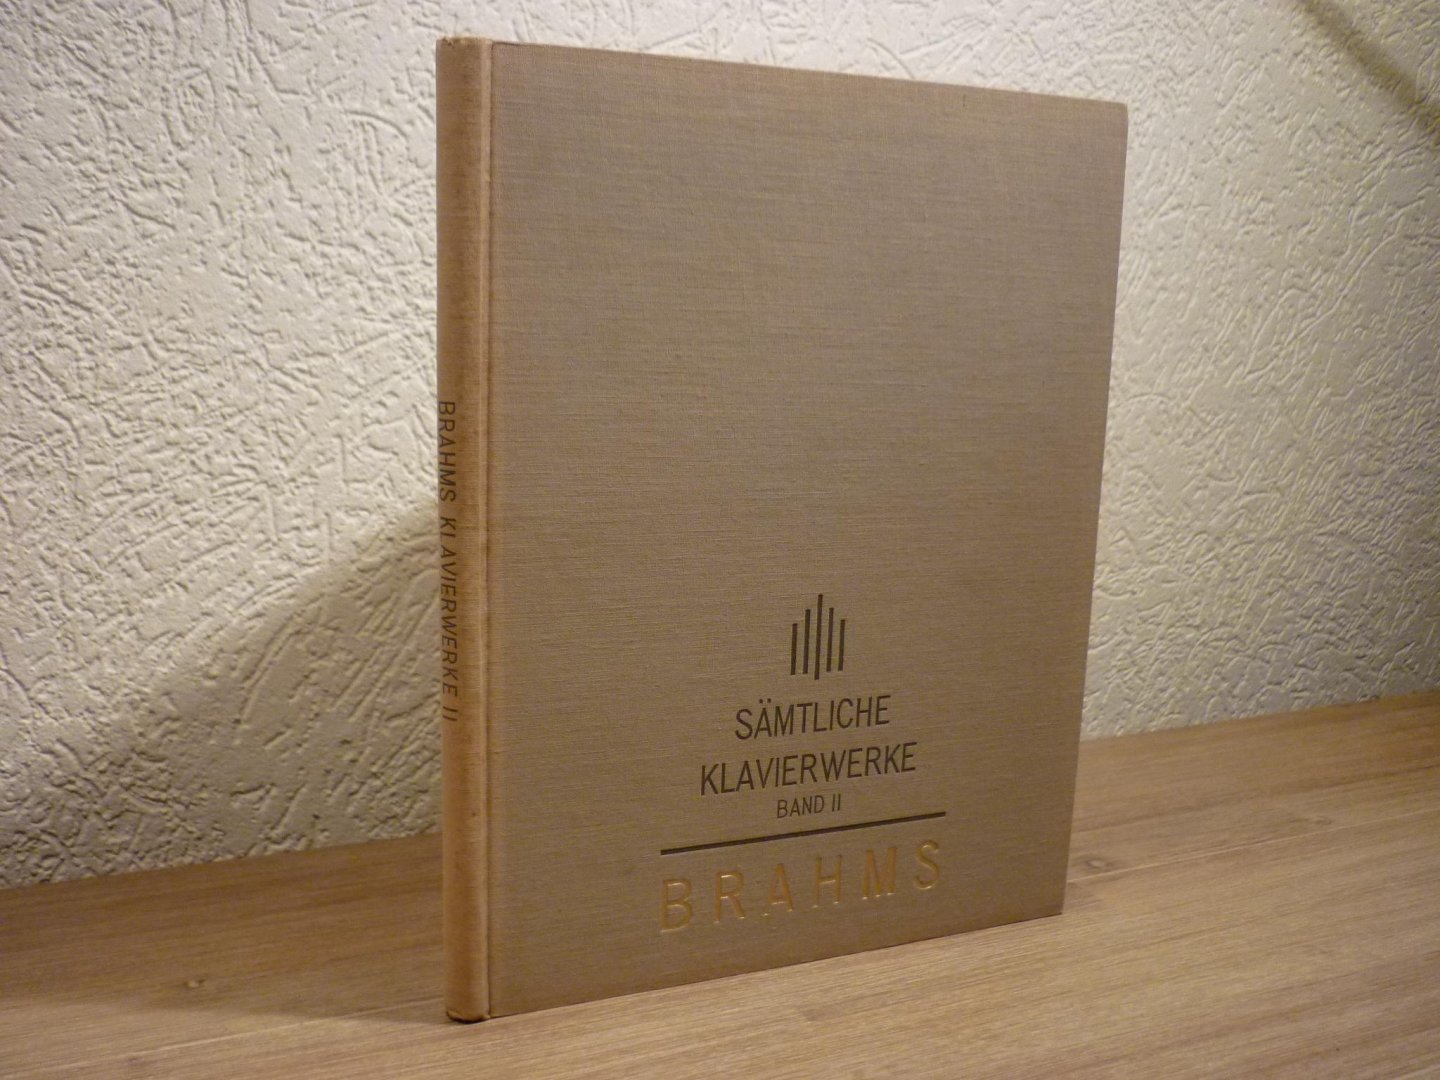 BRAHMS KLAVIERWERKE II
SÄMTLICHE
KLAVIERWERKE
BAND II
BRAHMS